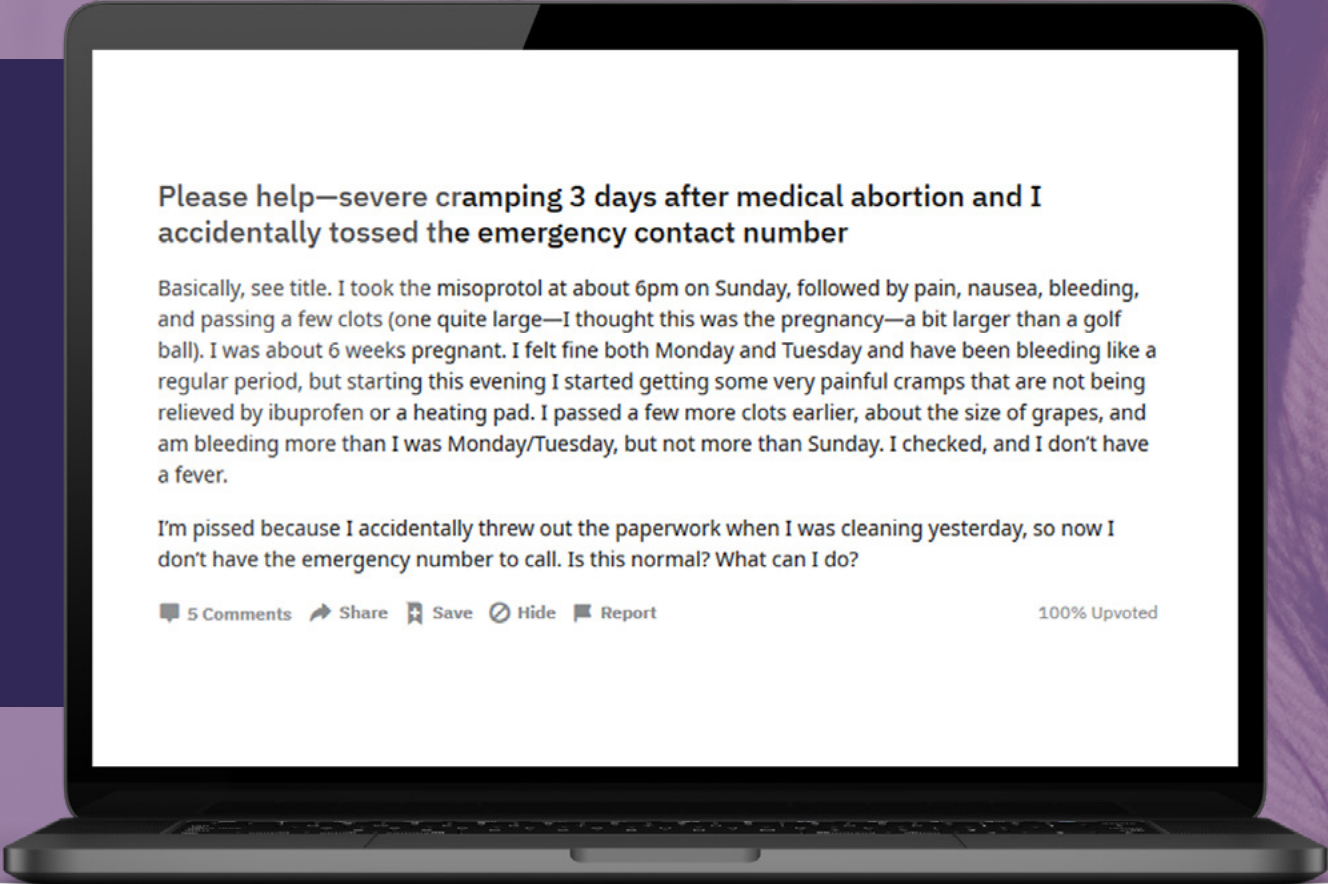 Please help—severe cramping 3 days after medical abortion and I
accidentally tossed the emergency contact number
Basically, see title. I took the misoprotol at about 6pm on Sunday, followed by pain, nausea, bleeding,
and passing a few clots (one quite large—I thought this was the pregnancy—a bit larger than a golf
ball). I was about 6 weeks pregnant. I felt fine both Monday and Tuesday and have been bleeding like a
regular period, but starting this evening I started getting some very painful cramps that are not being
relieved by ibuprofen or a heating pad. I passed a few more clots earlier, about the size of grapes, and
am bleeding more than I was Monday/Tuesday, but not more than Sunday. I checked, and I don’t have
a fever.
I’m pissed because I accidentally threw out the paperwork when I was cleaning yesterday, so now I
don’t have the emergency number to call. Is this normal? What can I do?
5 Comments Share Save Hide Report 100% Upvoted